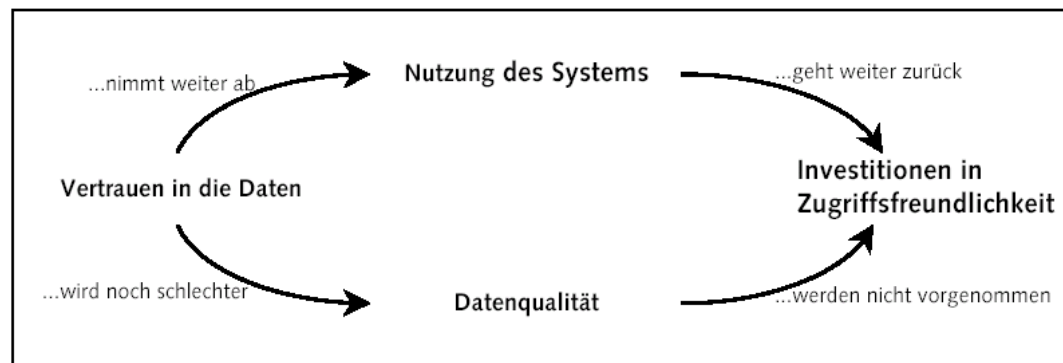 Nutzung des Systems
...nimmt weiter ab
...geht weiter zurück
Vertrauen in die Daten
Investitionen in
Zugriffsfreundlichkeit
...wird noch schlechter
Datenqualität
...werden nicht vorgenommen